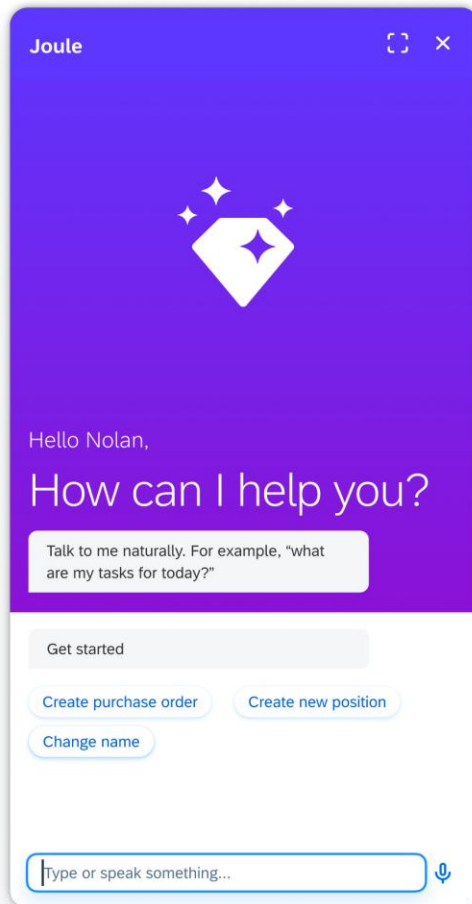 Joule
Hello Nolan,
How can I help you?
Talk to me naturally. For example, “what
are my tasks for today?”
Get started
Create purchase order
Create new position
Change name
Type or speak something...